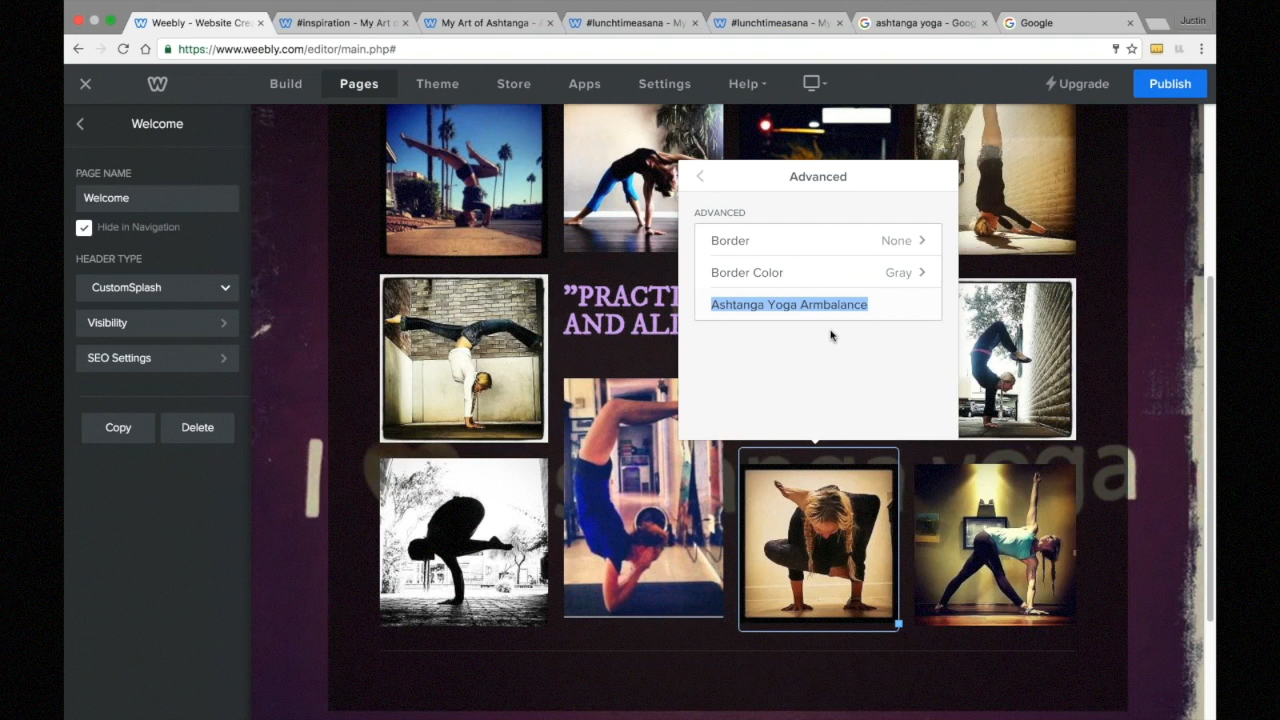 Weebly - Website Crea
#inspiration - My Art o
My Art of Ashtanga - A
#lunchtimeasana - My
#lunchtimeasana - My
ashtanga yoga - Goog
Google
Justin
https://www.weebly.com/editor/main.php#
Build
Pages
Theme
Store
Apps
Settings
Help
Upgrade
Publish
Welcome
PAGE NAME
Welcome
Hide in Navigation
HEADER TYPE
CustomSplash
Visibility
SEO Settings
Copy
Delete
Advanced
ADVANCED
Border None
Border Color Gray
Ashtanga Yoga Armbalance
"PRACTI
AND ALL
I
yoga